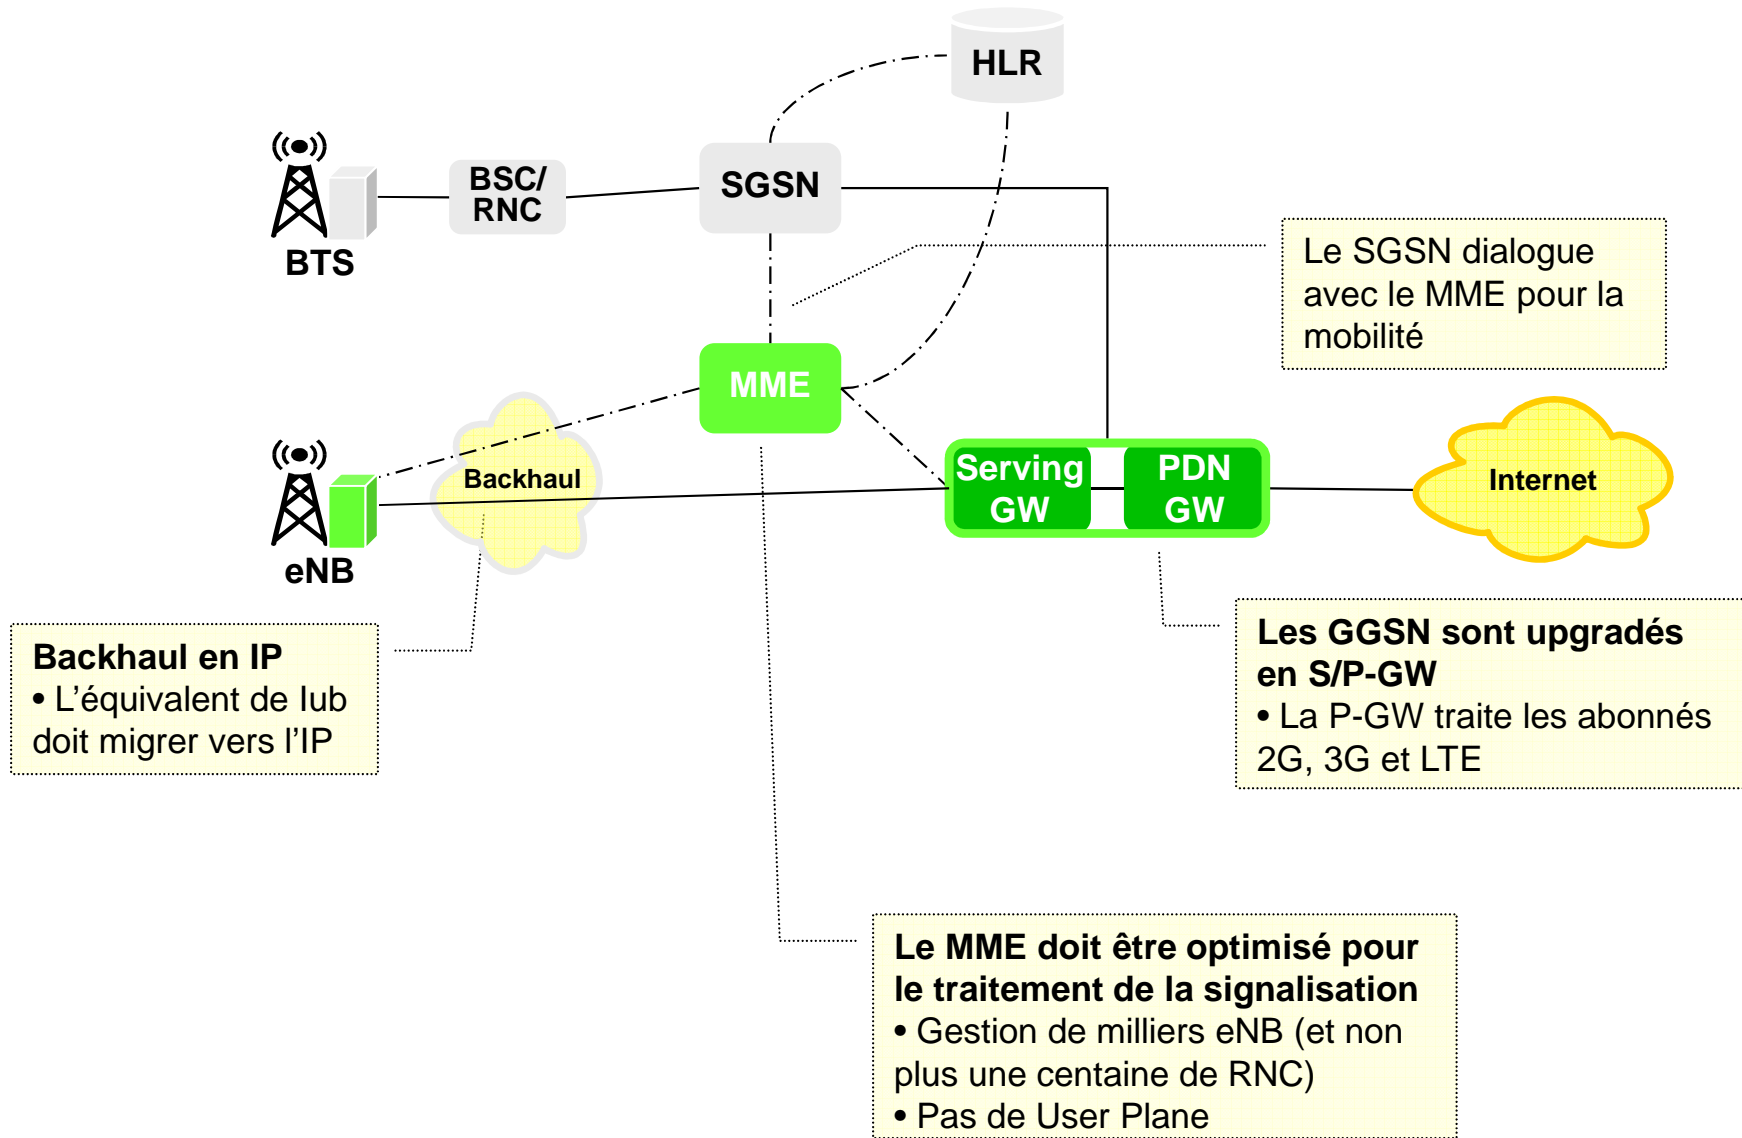 HLR
BSC/
RNC
SGSN
BTS
Le SGSN dialogue
avec le MME pour la
mobilité
MME
Backhaul
Serving
GW
PDN
GW
Internet
eNB
Backhaul en IP
• L’équivalent de Iub
doit migrer vers l’IP
Les GGSN sont upgradés
en S/P-GW
• La P-GW traite les abonnés
2G, 3G et LTE
Le MME doit être optimisé pour
le traitement de la signalisation
• Gestion de milliers eNB (et non
plus une centaine de RNC)
• Pas de User Plane